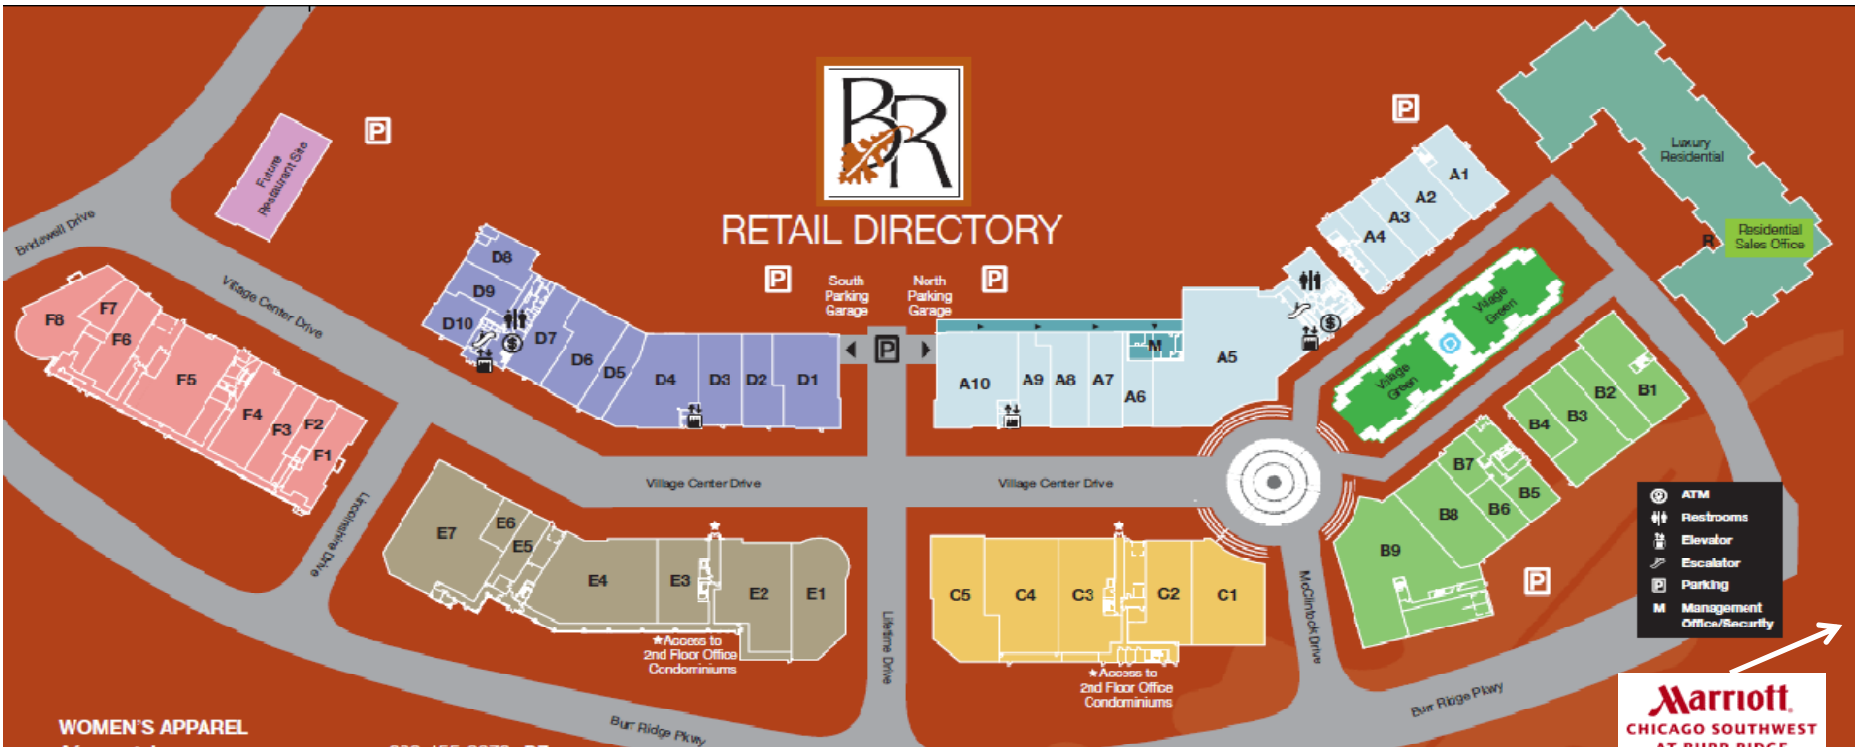 BR
RETAIL DIRECTORY
P
P
P
P
P
P
South
Parking
Garage
North
Parking
Garage
Future
Restaurant Site
Bridewell Drive
Village Center Drive
Village Center Drive
Village Center Drive
Lincolnshire Drive
Lifetime Drive
McClintock Drive
Burr Ridge Pkwy
Burr Ridge Pkwy
Luxury
Residential
R
Residential
Sales Office
Village
Green
Village
Green
A1
A2
A3
A4
A5
A6
A7
A8
A9
A10
M
B1
B2
B3
B4
B5
B6
B7
B8
B9
C1
C2
C3
C4
C5
D1
D2
D3
D4
D5
D6
D7
D8
D9
D10
E1
E2
E3
E4
E5
E6
E7
F1
F2
F3
F4
F5
F6
F7
F8
$
$
★Access to
2nd Floor Office
Condominiums
★Access to
2nd Floor Office
Condominiums
ATM
Restrooms
Elevator
Escalator
P Parking
M Management
Office/Security
Marriott
CHICAGO SOUTHWEST
AT BURR RIDGE
WOMEN'S APPAREL